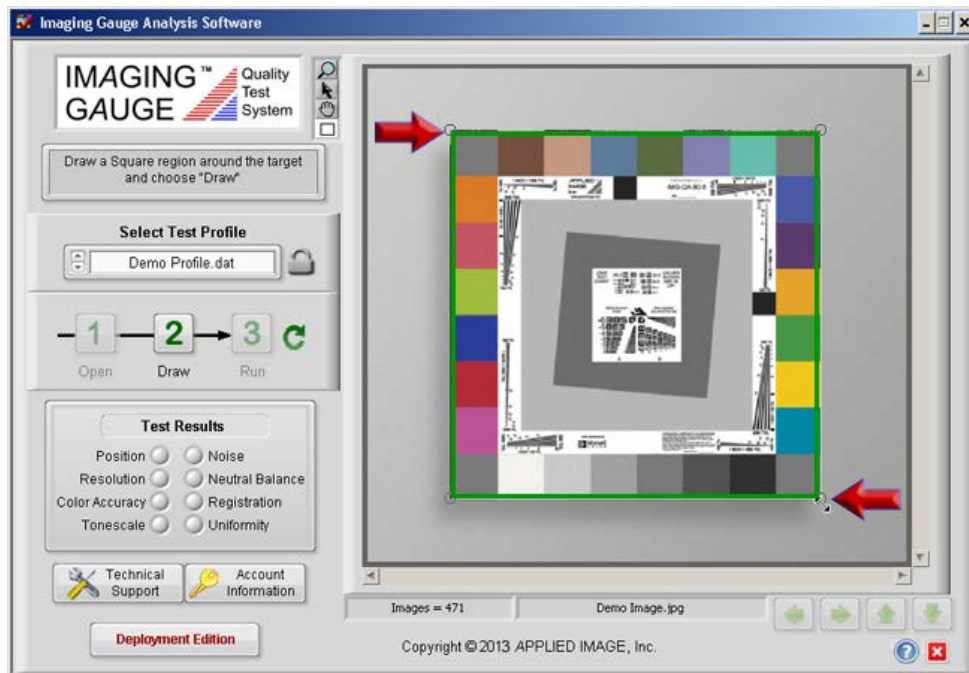 Imaging Gauge Analysis Software
IMAGING™
GAUGE
Quality
Test
System
Draw a Square region around the target
and choose "Draw"
Select Test Profile
Demo Profile.dat
1
2
3
Open
Draw
Run
Test Results
Position
Noise
Resolution
Neutral Balance
Color Accuracy
Registration
Tonescale
Uniformity
Technical
Support
Account
Information
Deployment Edition
APPLIED
IMAGE
Images = 471
Demo Image.jpg
Copyright © 2013 APPLIED IMAGE, Inc.